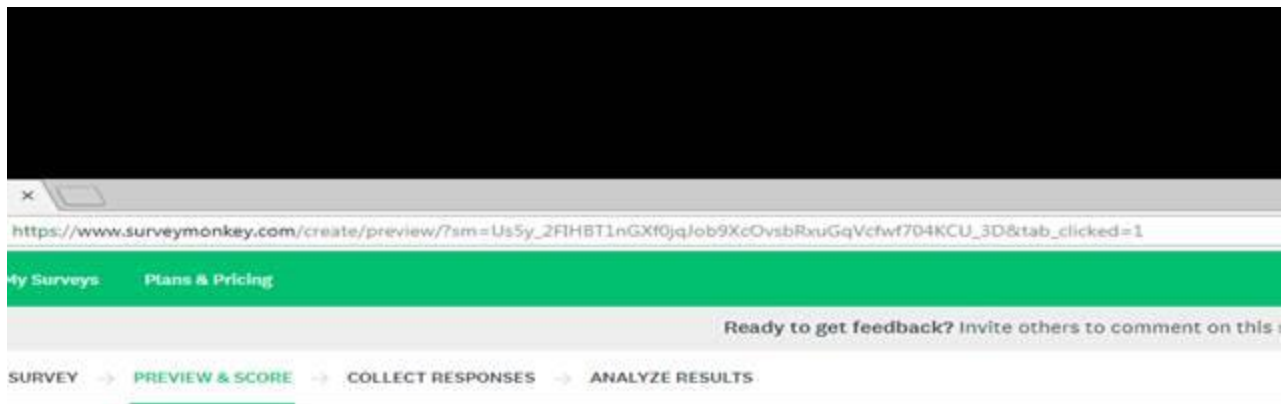 https://www.surveymonkey.com/create/preview/?sm=Us5y_2FIHBT1nGXf0jqJob9XcOvsbRxuGqVcfwf704KCU_3D&tab_clicked=1
My Surveys Plans & Pricing
Ready to get feedback? Invite others to comment on this
SURVEY → PREVIEW & SCORE → COLLECT RESPONSES → ANALYZE RESULTS